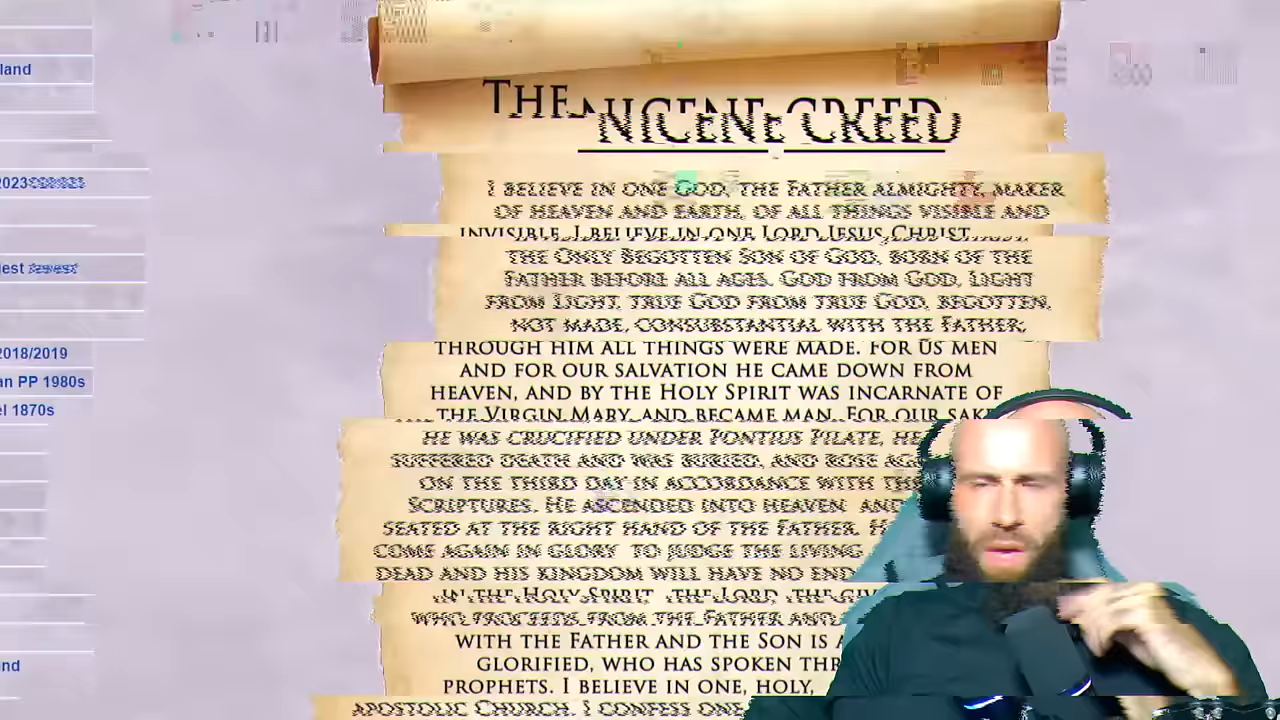 land
2023
iest
2018/2019
an PP 1980s
el 1870s
nd
THE NICENE CREED
I BELIEVE IN ONE GOD, THE FATHER ALMIGHTY, MAKER
OF HEAVEN AND EARTH, OF ALL THINGS VISIBLE AND
INVISIBLE. I BELIEVE IN ONE LORD JESUS CHRIST,
THE ONLY BEGOTTEN SON OF GOD, BORN OF THE
FATHER BEFORE ALL AGES. GOD FROM GOD, LIGHT
FROM LIGHT, TRUE GOD FROM TRUE GOD, BEGOTTEN,
NOT MADE, CONSUBSTANTIAL WITH THE FATHER;
THROUGH HIM ALL THINGS WERE MADE. FOR US MEN
AND FOR OUR SALVATION HE CAME DOWN FROM
HEAVEN, AND BY THE HOLY SPIRIT WAS INCARNATE OF
THE VIRGIN MARY, AND BECAME MAN. FOR OUR SAKE
HE WAS CRUCIFIED UNDER PONTIUS PILATE, HE
SUFFERED DEATH AND WAS BURIED, AND ROSE
ON THE THIRD DAY IN ACCORDANCE WITH THE
SCRIPTURES. HE ASCENDED INTO HEAVEN AND
SEATED AT THE RIGHT HAND OF THE FATHER. H
COME AGAIN IN GLORY TO JUDGE THE LIVING
DEAD AND HIS KINGDOM WILL HAVE NO END
IN THE HOLY SPIRIT, THE LORD, THE
WHO PROCEEDS FROM THE FATHER AND
WITH THE FATHER AND THE SON IS A
GLORIFIED, WHO HAS SPOKEN THR
PROPHETS. I BELIEVE IN ONE, HOLY,
APOSTOLIC CHURCH. I CONFESS ONE